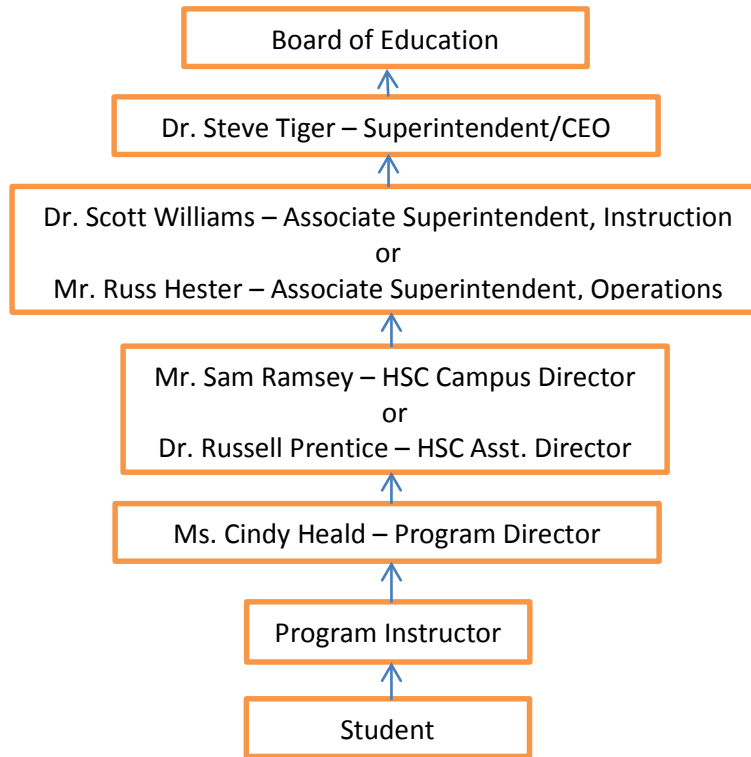 Board of Education
Dr. Steve Tiger – Superintendent/CEO
Dr. Scott Williams – Associate Superintendent, Instruction
or
Mr. Russ Hester – Associate Superintendent, Operations
Mr. Sam Ramsey – HSC Campus Director
or
Dr. Russell Prentice – HSC Asst. Director
Ms. Cindy Heald – Program Director
Program Instructor
Student